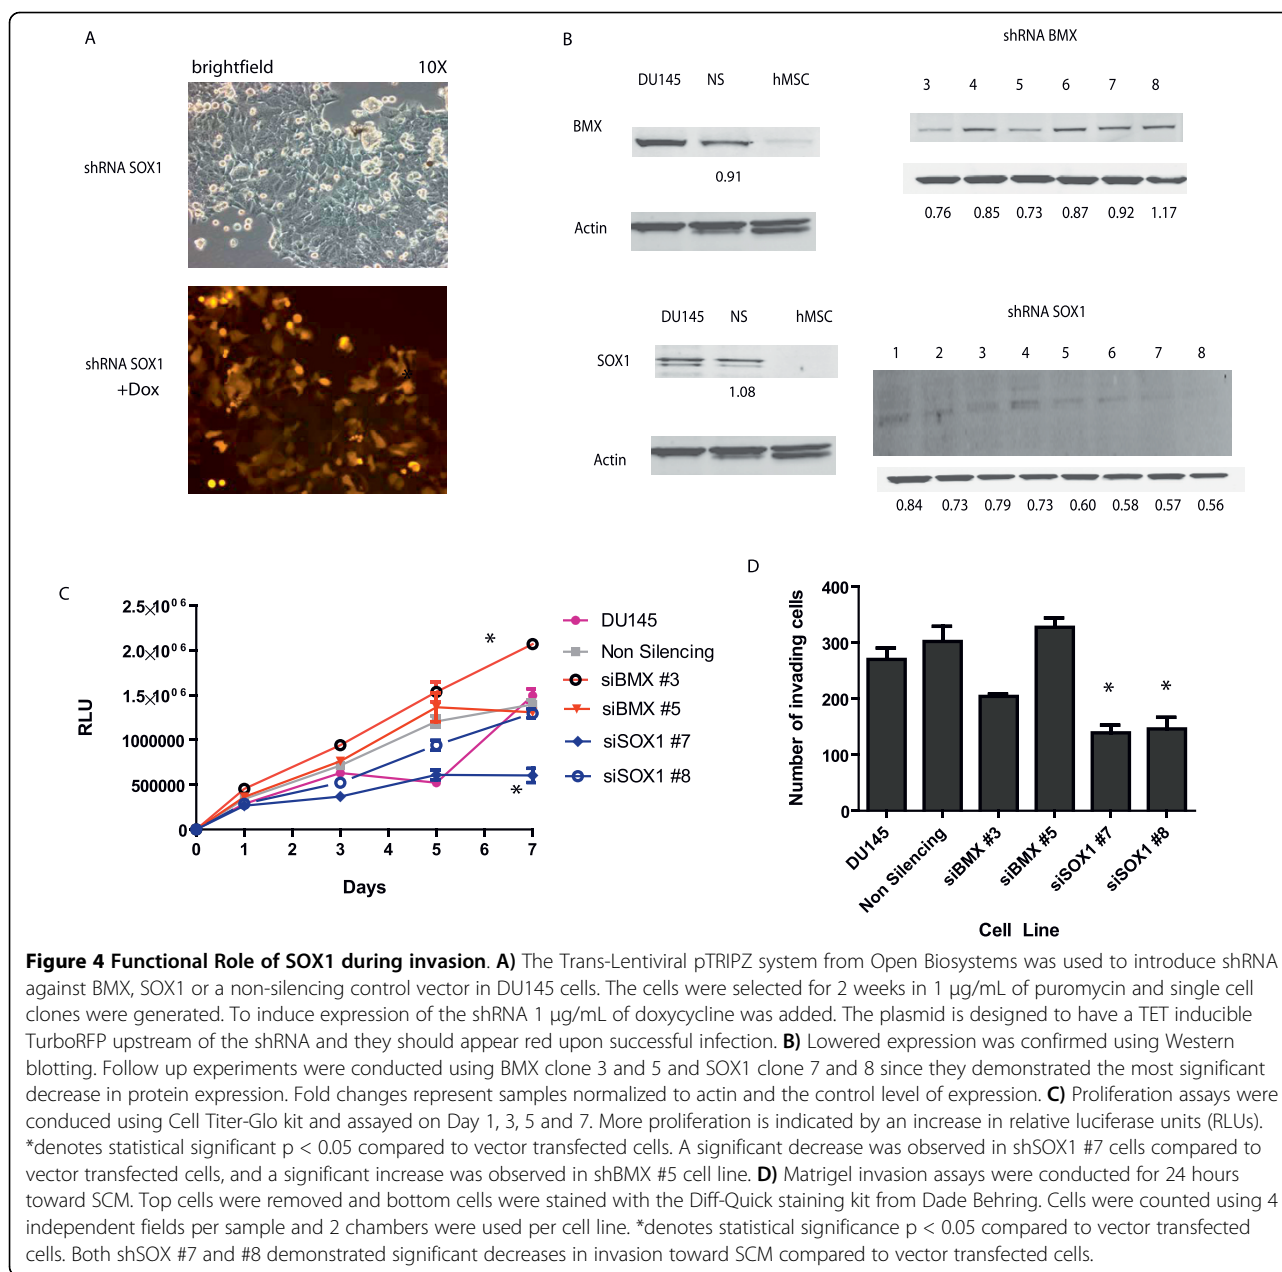 A
brightfield 10X
shRNA SOX1
shRNA SOX1
+Dox
B
DU145 NS hMSC
BMX
0.91
Actin
shRNA BMX
3 4 5 6 7 8
0.76 0.85 0.73 0.87 0.92 1.17
DU145 NS hMSC
SOX1
1.08
Actin
shRNA SOX1
1 2 3 4 5 6 7 8
0.84 0.73 0.79 0.73 0.60 0.58 0.57 0.56
C
2.5×10⁰⁶
2.0×10⁰⁶
1.5×10⁰⁶
1000000
500000
0
RLU
0 1 2 3 4 5 6 7
Days
*
*
DU145
Non Silencing
siBMX #3
siBMX #5
siSOX1 #7
siSOX1 #8
D
400
300
200
100
0
Number of invading cells
* *
DU145
Non Silencing
siBMX #3
siBMX #5
siSOX1 #7
siSOX1 #8
Cell Line
Figure 4 Functional Role of SOX1 during invasion. A) The Trans-Lentiviral pTRIPZ system from Open Biosystems was used to introduce shRNA
against BMX, SOX1 or a non-silencing control vector in DU145 cells. The cells were selected for 2 weeks in 1 μg/mL of puromycin and single cell
clones were generated. To induce expression of the shRNA 1 μg/mL of doxycycline was added. The plasmid is designed to have a TET inducible
TurboRFP upstream of the shRNA and they should appear red upon successful infection. B) Lowered expression was confirmed using Western
blotting. Follow up experiments were conducted using BMX clone 3 and 5 and SOX1 clone 7 and 8 since they demonstrated the most significant
decrease in protein expression. Fold changes represent samples normalized to actin and the control level of expression. C) Proliferation assays were
conduced using Cell Titer-Glo kit and assayed on Day 1, 3, 5 and 7. More proliferation is indicated by an increase in relative luciferase units (RLUs).
*denotes statistical significant p < 0.05 compared to vector transfected cells. A significant decrease was observed in shSOX1 #7 cells compared to
vector transfected cells, and a significant increase was observed in shBMX #5 cell line. D) Matrigel invasion assays were conducted for 24 hours
toward SCM. Top cells were removed and bottom cells were stained with the Diff-Quick staining kit from Dade Behring. Cells were counted using 4
independent fields per sample and 2 chambers were used per cell line. *denotes statistical significance p < 0.05 compared to vector transfected
cells. Both shSOX #7 and #8 demonstrated significant decreases in invasion toward SCM compared to vector transfected cells.